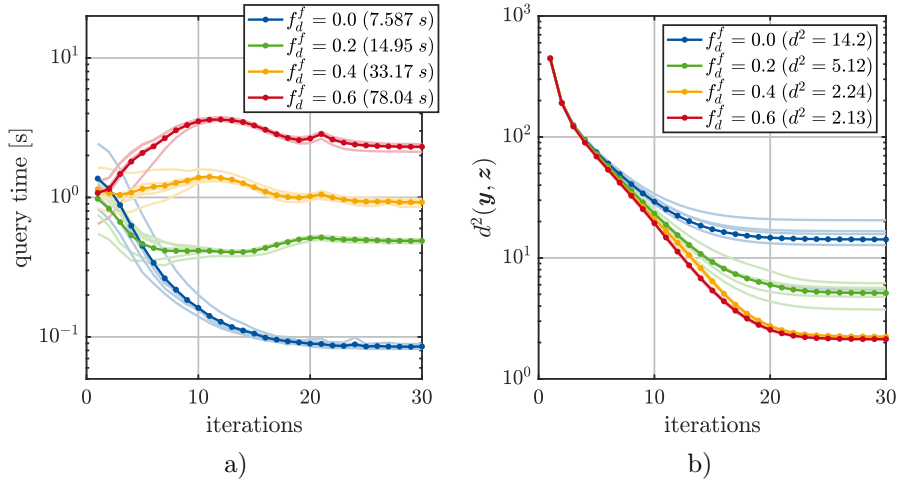 10^1
10^0
10^{-1}
query time [s]
0 10 20 30
iterations
a)
f_d^f = 0.0 (7.587 s)
f_d^f = 0.2 (14.95 s)
f_d^f = 0.4 (33.17 s)
f_d^f = 0.6 (78.04 s)
10^3
10^2
10^1
10^0
d^2(y, z)
0 10 20 30
iterations
b)
f_d^f = 0.0 (d^2 = 14.2)
f_d^f = 0.2 (d^2 = 5.12)
f_d^f = 0.4 (d^2 = 2.24)
f_d^f = 0.6 (d^2 = 2.13)